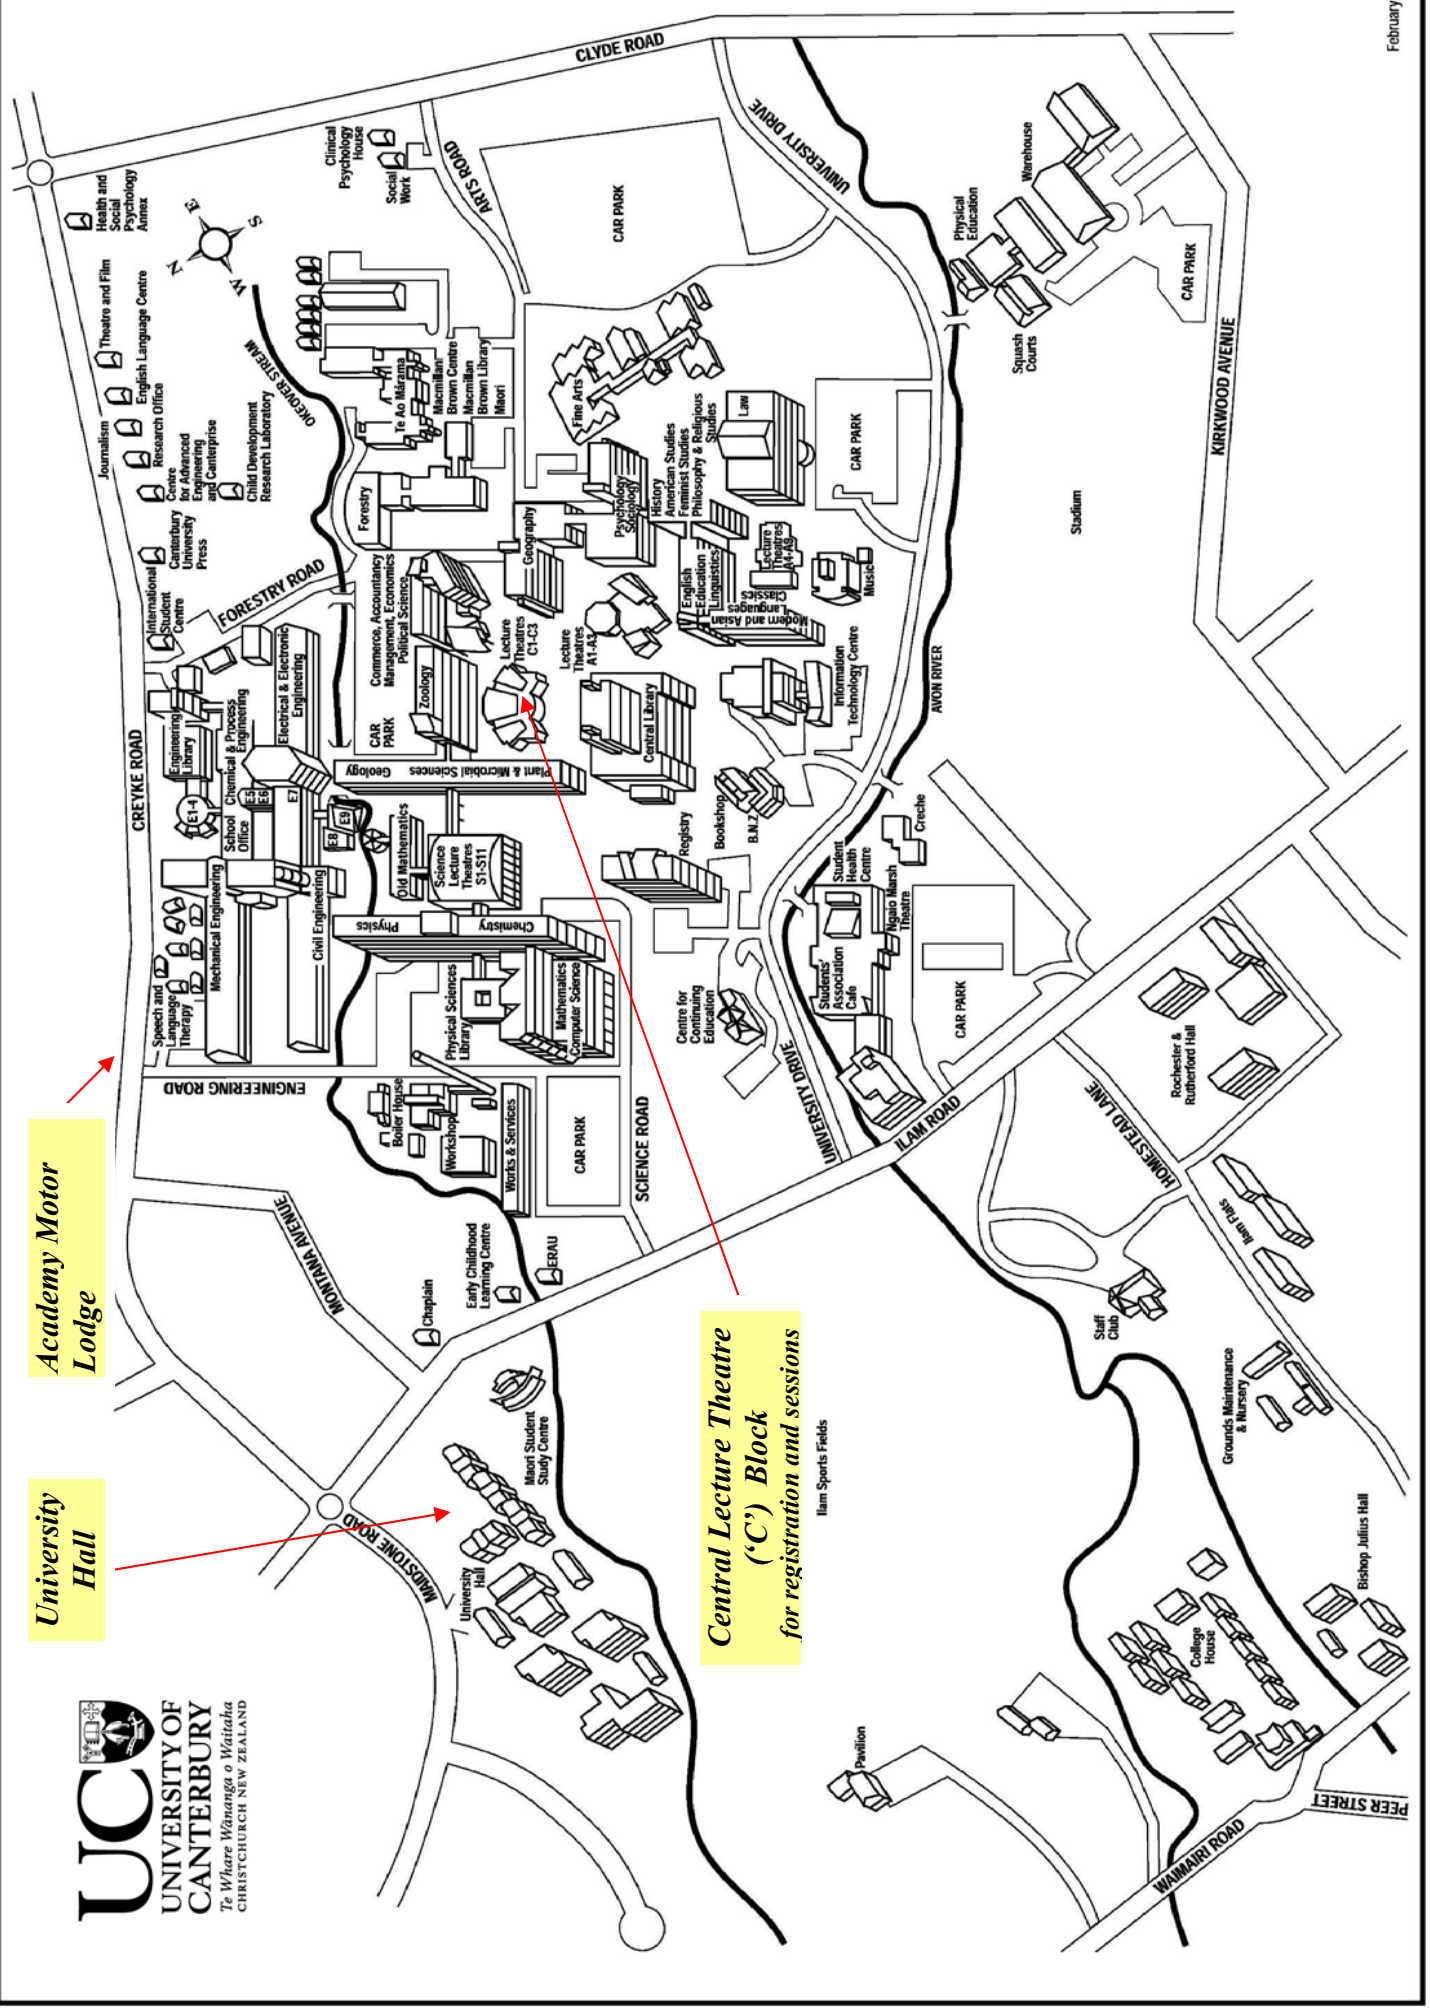 UC
UNIVERSITY OF
CANTERBURY
Te Whare Wānanga o Waitaha
CHRISTCHURCH NEW ZEALAND
University
Hall
Academy Motor
Lodge
Central Lecture Theatre
(‘C’) Block
for registration and sessions
February
CLYDE ROAD
CREYKE ROAD
ARTS ROAD
UNIVERSITY DRIVE
KIRKWOOD AVENUE
FORESTRY ROAD
ENGINEERING ROAD
SCIENCE ROAD
MONTANA AVENUE
MAIDSTONE ROAD
UNIVERSITY DRIVE
ILAM ROAD
HOMESTEAD LANE
WAIMAIRI ROAD
PEER STREET
OKEOVER STREAM
AVON RIVER
N
E
S
W
Health and
Social
Psychology
Annex
Theatre and Film
English Language Centre
Journalism
Research Office
Centre
for Advanced
Engineering
and Canterprise
Child Development
Research Laboratory
Canterbury
University
Press
International
Student
Centre
Clinical
Psychology
House
Social
Work
CAR PARK
Te Ao Mārama
Macmillan
Brown Centre
Macmillan
Brown Library
Maori
Forestry
Fine Arts
Geography
Psychology
Sociology
History
American Studies
Feminist Studies
Philosophy & Religious
Studies
Law
CAR PARK
Commerce, Accountancy
Management, Economics
Political Science
Lecture
Theatres
C1-C3
Lecture
Theatres
A1-A3
English
Education
Linguistics
Lecture
Theatres
A4-A9
Classics
Modern and Asian
Languages
Music
Zoology
CAR
PARK
Central Library
Information
Technology Centre
Engineering
Library
School
Office
Chemical & Process
Engineering
Electrical & Electronic
Engineering
E1-4
E5
E6
E7
E8
E9
Geology
Plant & Microbial Sciences
Old Mathematics
Science
Lecture
Theatres
S1-S11
Mechanical Engineering
Civil Engineering
Physics
Chemistry
Registry
Bookshop
B.N.Z.
Speech and
Language
Therapy
Physical Sciences
Library
Mathematics
Computer Science
Centre for
Continuing
Education
Students'
Association
Cafe
Student
Health
Centre
Ngaio Marsh
Theatre
Creche
CAR PARK
Boiler House
Workshop
Works & Services
CAR PARK
Physical
Education
Warehouse
Squash
Courts
CAR PARK
Stadium
Rochester &
Rutherford Hall
Ilam Flats
Staff
Club
Grounds Maintenance
& Nursery
Chaplain
Early Childhood
Learning Centre
ERAU
Maori Student
Study Centre
University
Hall
Ilam Sports Fields
Pavilion
College
House
Bishop Julius Hall